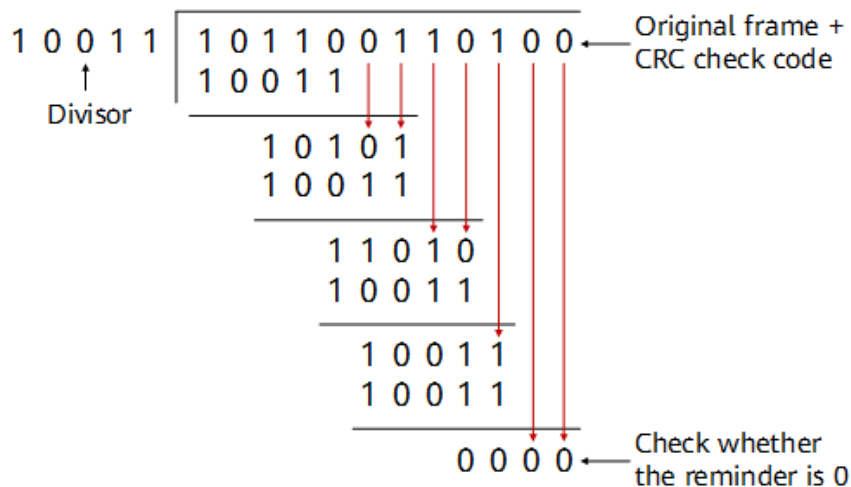 1 0 0 1 1 1 0 1 1 0 0 1 1 0 1 0 0 Original frame +
CRC check code
1 0 0 1 1
Divisor
1 0 1 0 1
1 0 0 1 1
1 1 0 1 0
1 0 0 1 1
1 0 0 1 1
1 0 0 1 1
0 0 0 0 Check whether
the reminder is 0